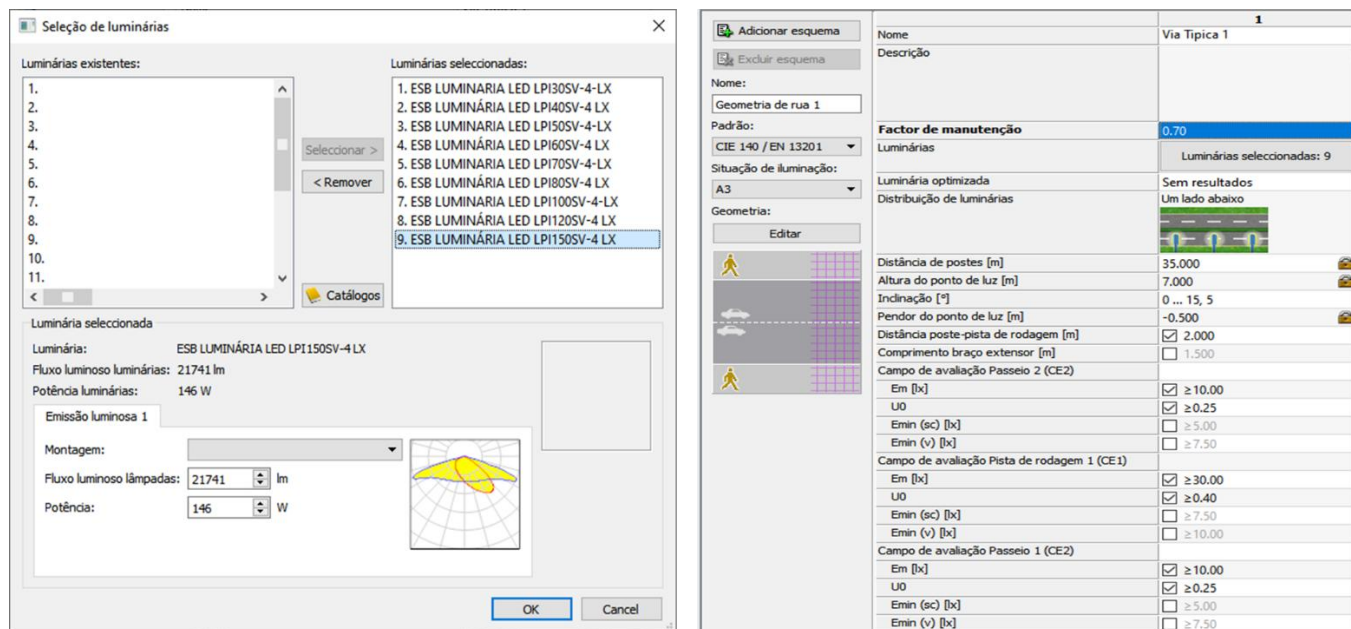 Seleção de luminárias
Luminárias existentes:
1.
2.
3.
4.
5.
6.
7.
8.
9.
10.
11.
Seleccionar >
< Remover
Catálogos
Luminárias seleccionadas:
1. ESB LUMINARIA LED LPI30SV-4-LX
2. ESB LUMINÁRIA LED LPI40SV-4 LX
3. ESB LUMINÁRIA LED LPI50SV-4-LX
4. ESB LUMINÁRIA LED LPI60SV-4 LX
5. ESB LUMINÁRIA LED LPI70SV-4-LX
6. ESB LUMINÁRIA LED LPI80SV-4 LX
7. ESB LUMINÁRIA LED LPI100SV-4-LX
8. ESB LUMINÁRIA LED LPI120SV-4 LX
9. ESB LUMINÁRIA LED LPI150SV-4 LX
Luminária seleccionada
Luminária: ESB LUMINÁRIA LED LPI150SV-4 LX
Fluxo luminoso luminárias: 21741 lm
Potência luminárias: 146 W
Emissão luminosa 1
Montagem:
Fluxo luminoso lâmpadas: 21741 lm
Potência: 146 W
OK Cancel
Adicionar esquema
Excluir esquema
Nome:
Geometria de rua 1
Padrão:
CIE 140 / EN 13201
Situação de iluminação:
A3
Geometria:
Editar
1
Nome Via Tipica 1
Descrição
Factor de manutenção 0.70
Luminárias Luminárias seleccionadas: 9
Luminária optimizada Sem resultados
Distribuição de luminárias Um lado abaixo
Distância de postes [m] 35.000
Altura do ponto de luz [m] 7.000
Inclinação [°] 0 ... 15, 5
Pendor do ponto de luz [m] -0.500
Distância poste-pista de rodagem [m] 2.000
Comprimento braço extensor [m] 1.500
Campo de avaliação Passeio 2 (CE2)
Em [lx] ≥10.00
U0 ≥0.25
Emin (sc) [lx] ≥5.00
Emin (v) [lx] ≥7.50
Campo de avaliação Pista de rodagem 1 (CE1)
Em [lx] ≥30.00
U0 ≥0.40
Emin (sc) [lx] ≥7.50
Emin (v) [lx] ≥10.00
Campo de avaliação Passeio 1 (CE2)
Em [lx] ≥10.00
U0 ≥0.25
Emin (sc) [lx] ≥5.00
Emin (v) [lx] ≥7.50